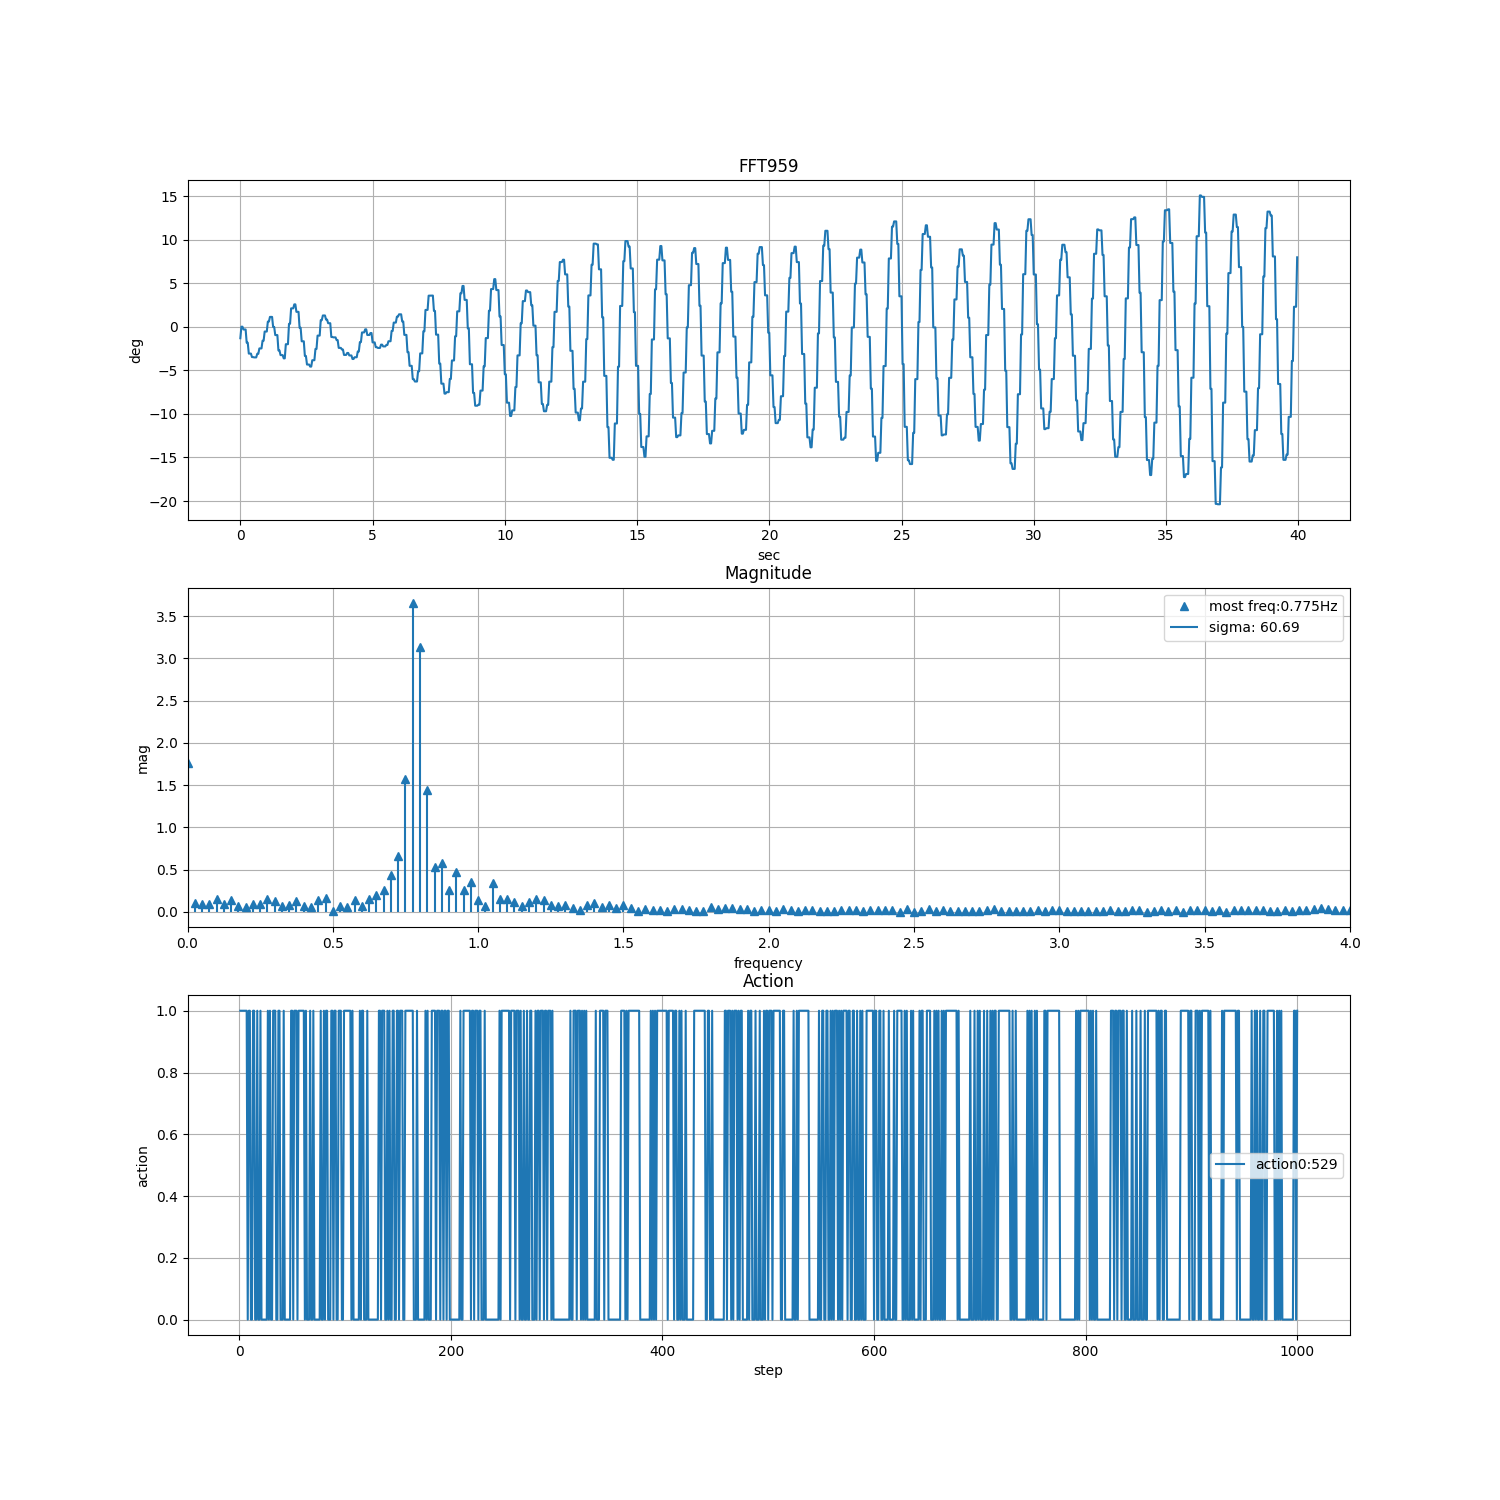 FFT959
15
10
5
0
−5
−10
−15
−20
deg
0 5 10 15 20 25 30 35 40
sec
Magnitude
most freq:0.775Hz
sigma: 60.69
3.5
3.0
2.5
2.0
1.5
1.0
0.5
0.0
mag
0.0 0.5 1.0 1.5 2.0 2.5 3.0 3.5 4.0
frequency
Action
1.0
0.8
0.6
0.4
0.2
0.0
action
action0:529
0 200 400 600 800 1000
step